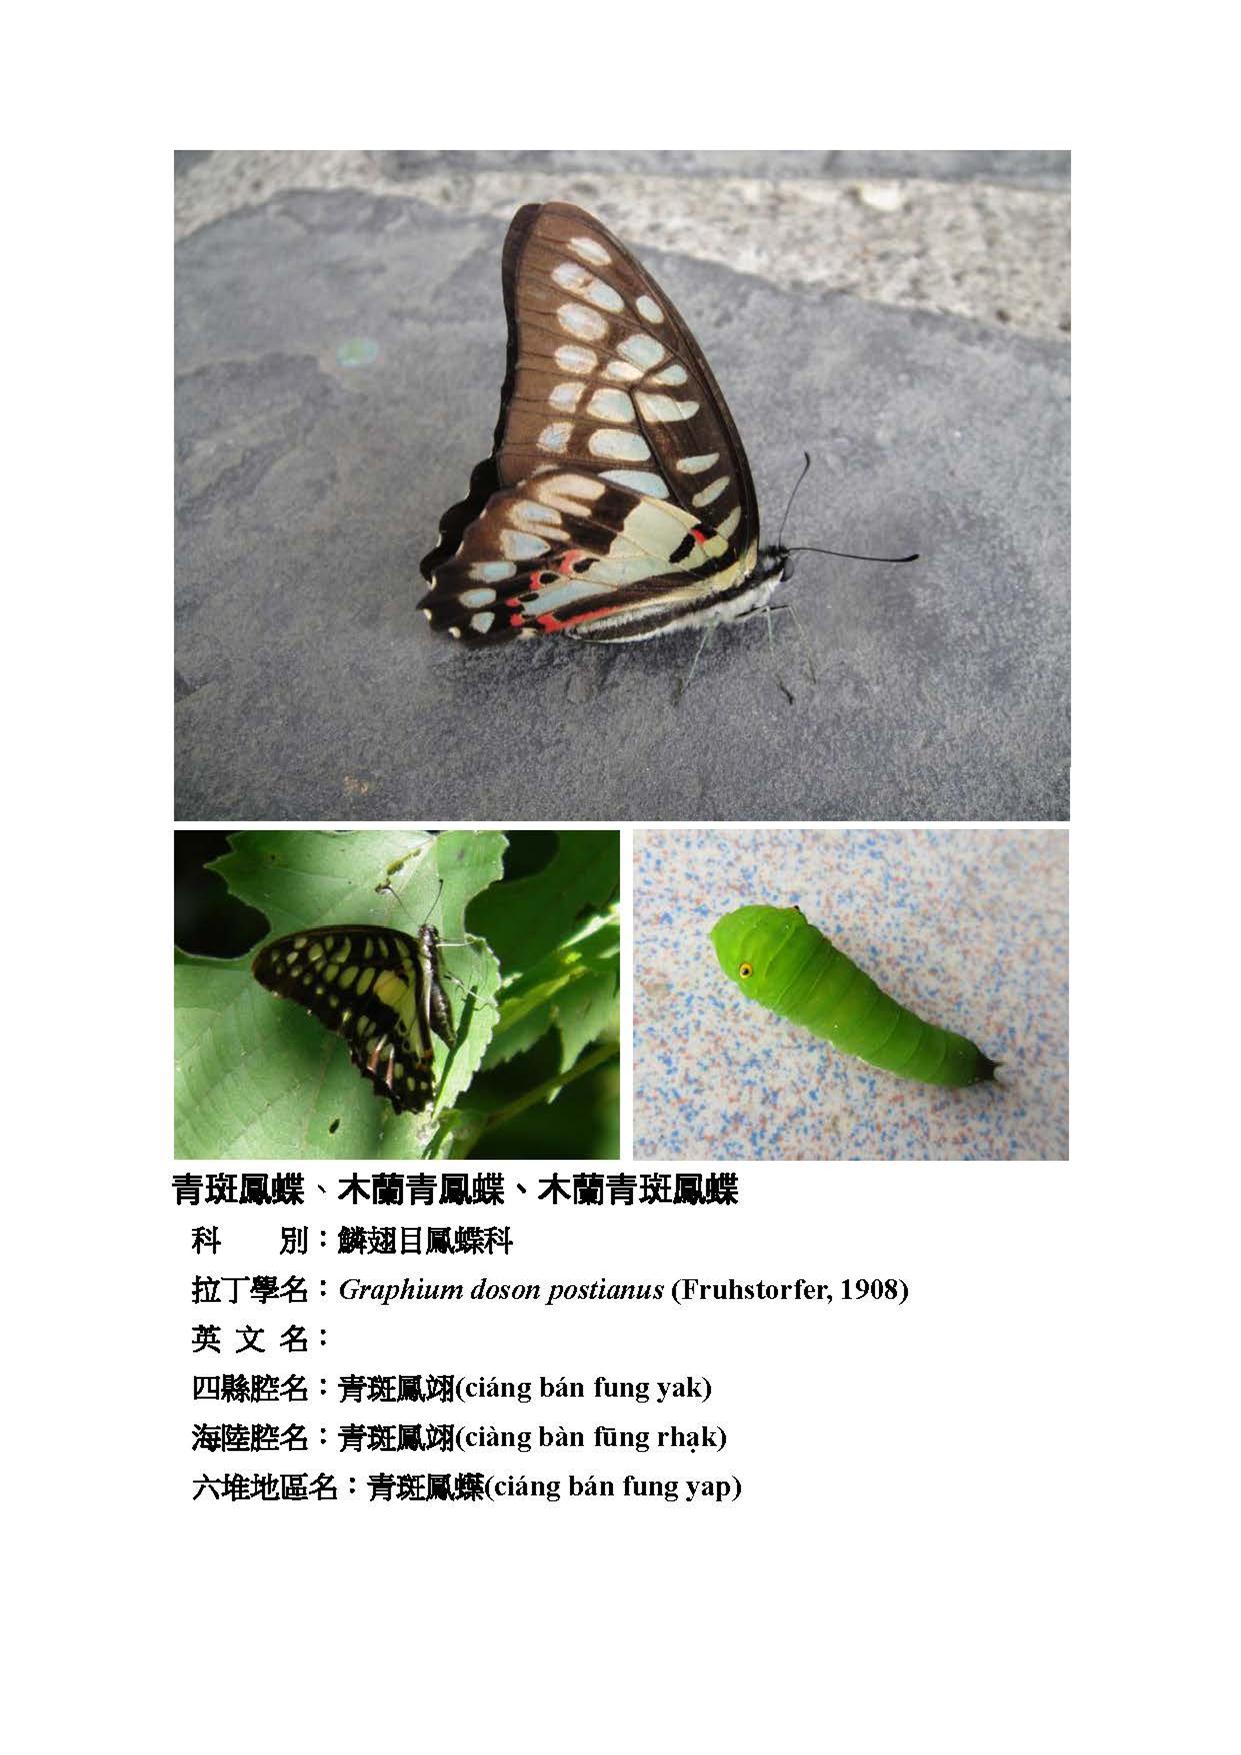 青斑鳳蝶、木蘭青鳳蝶、木蘭青斑鳳蝶
科　　別：鱗翅目鳳蝶科
拉丁學名：Graphium doson postianus (Fruhstorfer, 1908)
英 文 名：
四縣腔名：青斑鳳翊(ciáng bán fung yak)
海陸腔名：青斑鳳翊(ciàng bàn fūng rha̠k)
六堆地區名：青斑鳳蠂(ciáng bán fung yap)